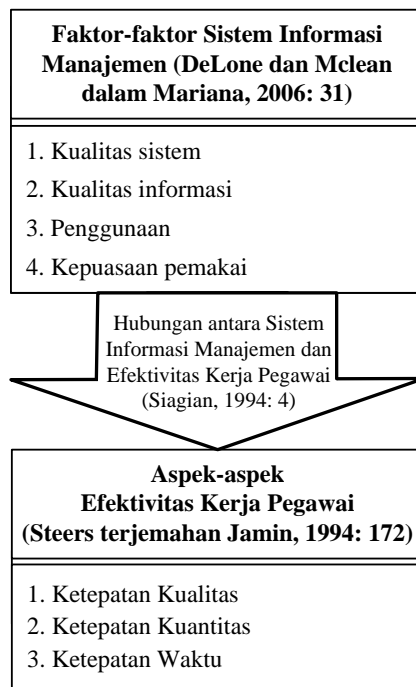 Faktor-faktor Sistem Informasi
Manajemen (DeLone dan Mclean
dalam Mariana, 2006: 31)
1. Kualitas sistem
2. Kualitas informasi
3. Penggunaan
4. Kepuasaan pemakai
Hubungan antara Sistem
Informasi Manajemen dan
Efektivitas Kerja Pegawai
(Siagian, 1994: 4)
Aspek-aspek
Efektivitas Kerja Pegawai
(Steers terjemahan Jamin, 1994: 172)
1. Ketepatan Kualitas
2. Ketepatan Kuantitas
3. Ketepatan Waktu